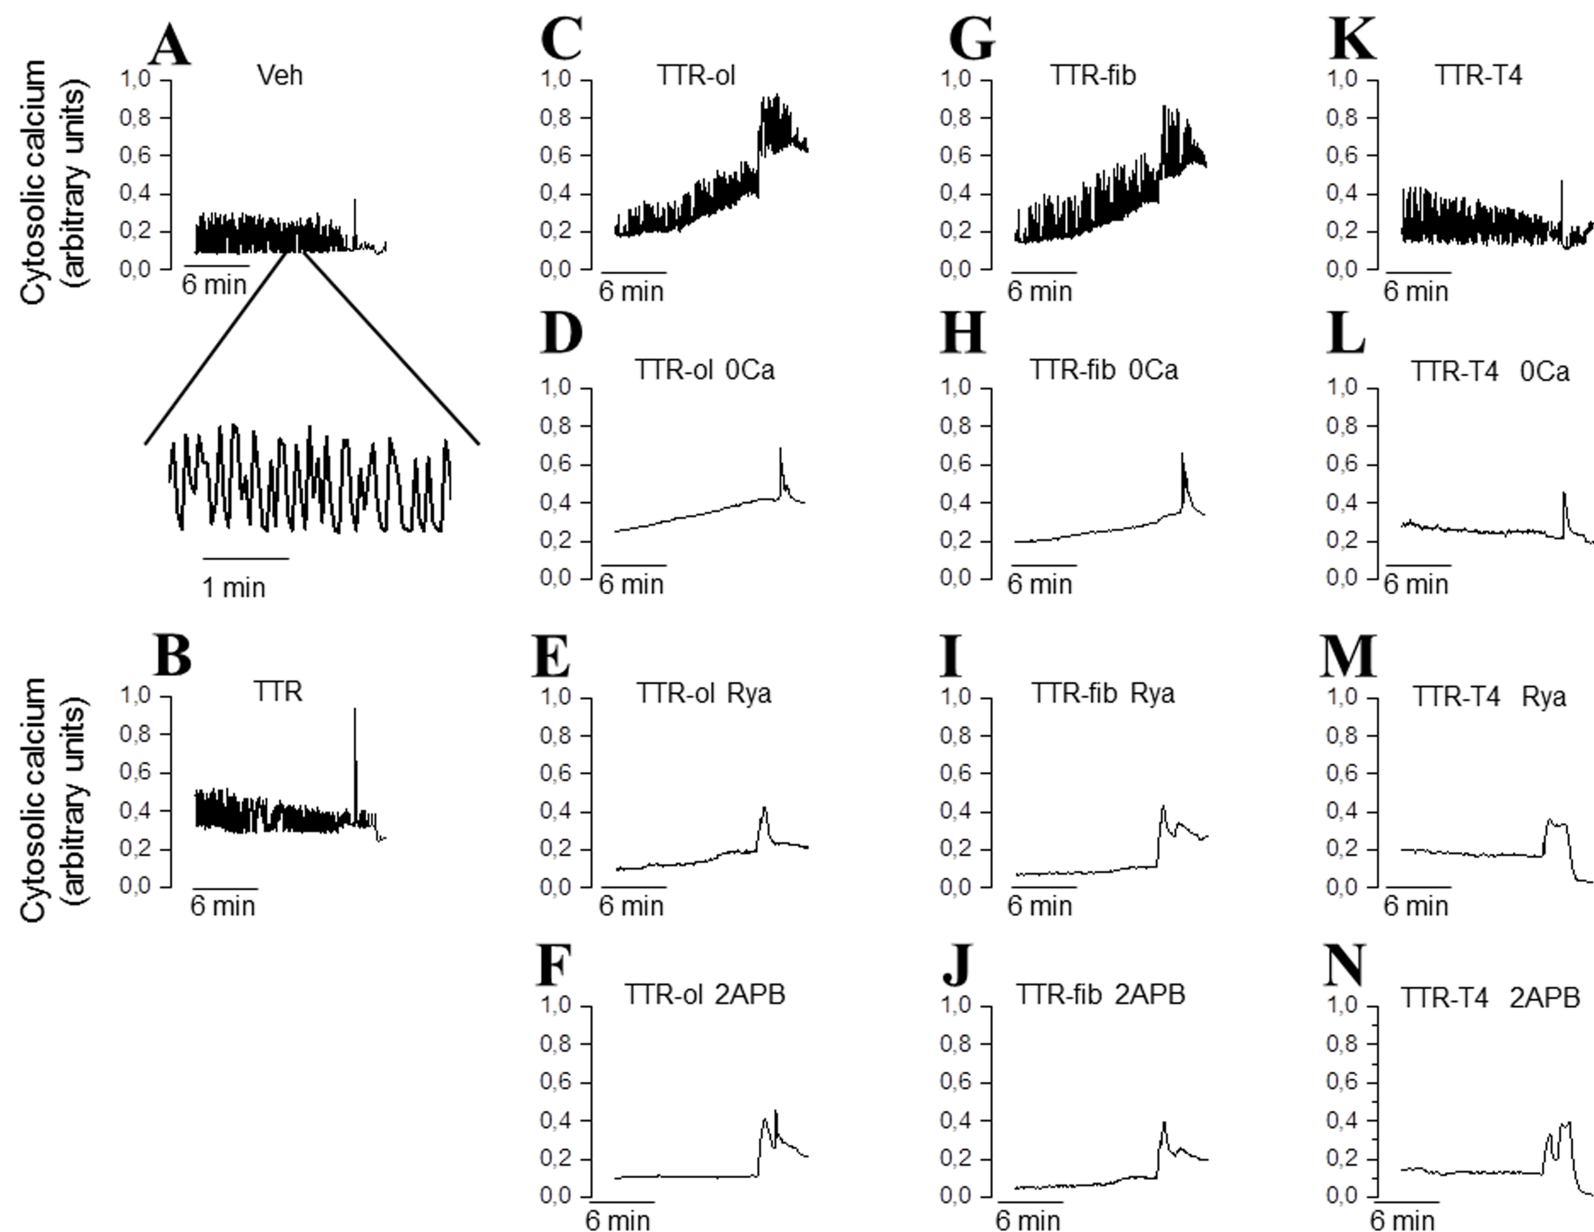 A
Veh
Cytosolic calcium
(arbitrary units)
1,0
0,8
0,6
0,4
0,2
0,0
6 min
1 min
C
TTR-ol
1,0
0,8
0,6
0,4
0,2
0,0
6 min
G
TTR-fib
1,0
0,8
0,6
0,4
0,2
0,0
6 min
K
TTR-T4
1,0
0,8
0,6
0,4
0,2
0,0
6 min
D
TTR-ol 0Ca
1,0
0,8
0,6
0,4
0,2
0,0
6 min
H
TTR-fib 0Ca
1,0
0,8
0,6
0,4
0,2
0,0
6 min
L
TTR-T4 0Ca
1,0
0,8
0,6
0,4
0,2
0,0
6 min
B
TTR
Cytosolic calcium
(arbitrary units)
1,0
0,8
0,6
0,4
0,2
0,0
6 min
E
TTR-ol Rya
1,0
0,8
0,6
0,4
0,2
0,0
6 min
I
TTR-fib Rya
1,0
0,8
0,6
0,4
0,2
0,0
6 min
M
TTR-T4 Rya
1,0
0,8
0,6
0,4
0,2
0,0
6 min
F
TTR-ol 2APB
1,0
0,8
0,6
0,4
0,2
0,0
6 min
J
TTR-fib 2APB
1,0
0,8
0,6
0,4
0,2
0,0
6 min
N
TTR-T4 2APB
1,0
0,8
0,6
0,4
0,2
0,0
6 min